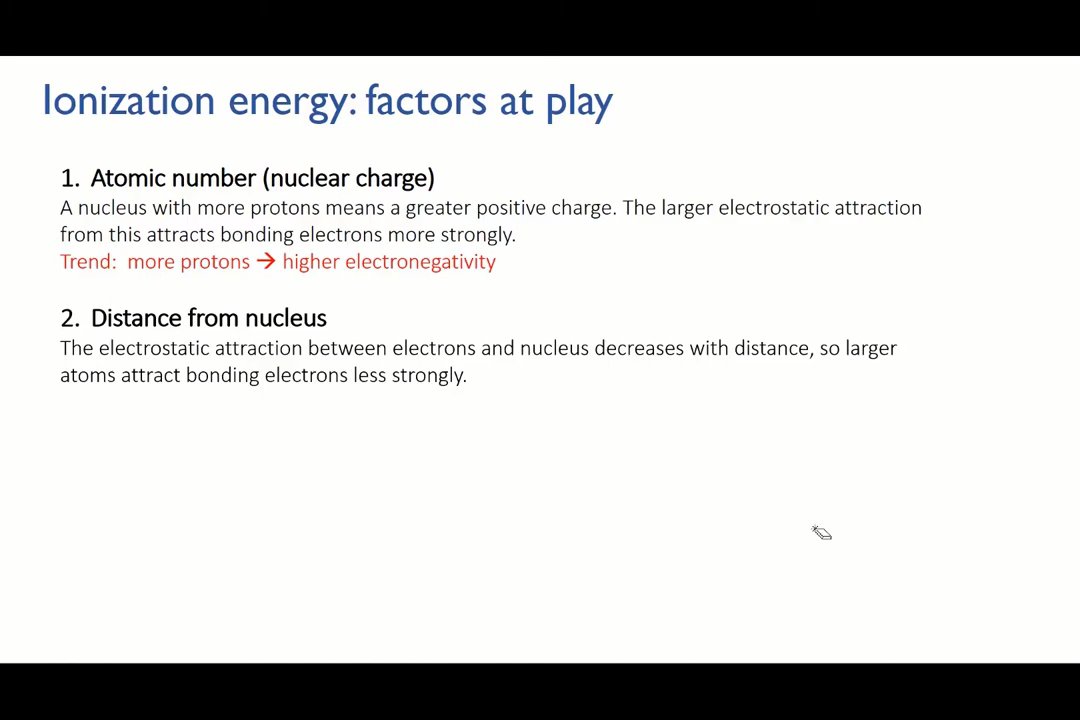 Ionization energy: factors at play
1. Atomic number (nuclear charge)
A nucleus with more protons means a greater positive charge. The larger electrostatic attraction
from this attracts bonding electrons more strongly.
Trend: more protons → higher electronegativity
2. Distance from nucleus
The electrostatic attraction between electrons and nucleus decreases with distance, so larger
atoms attract bonding electrons less strongly.